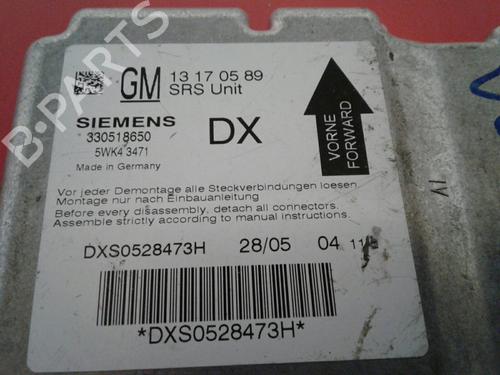 GM 13 17 05 89
SRS Unit
SIEMENS DX
330518650
5WK4 3471
Made in Germany
VORNE
FORWARD
Vor jeder Demontage alle Steckverbindungen loesen
Montage nur nach Einbauanleitung
Before every disassembly, detach all connectors.
Assemble strictly according to manual instructions.
DXS0528473H 28/05 04
*DXS0528473H*
B-PARTS